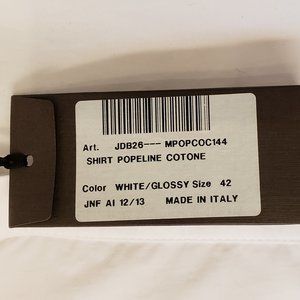 Art. JDB26--- MPOPCOC144
SHIRT POPELINE COTONE
Color WHITE/GLOSSY Size 42
JNF AI 12/13 MADE IN ITALY